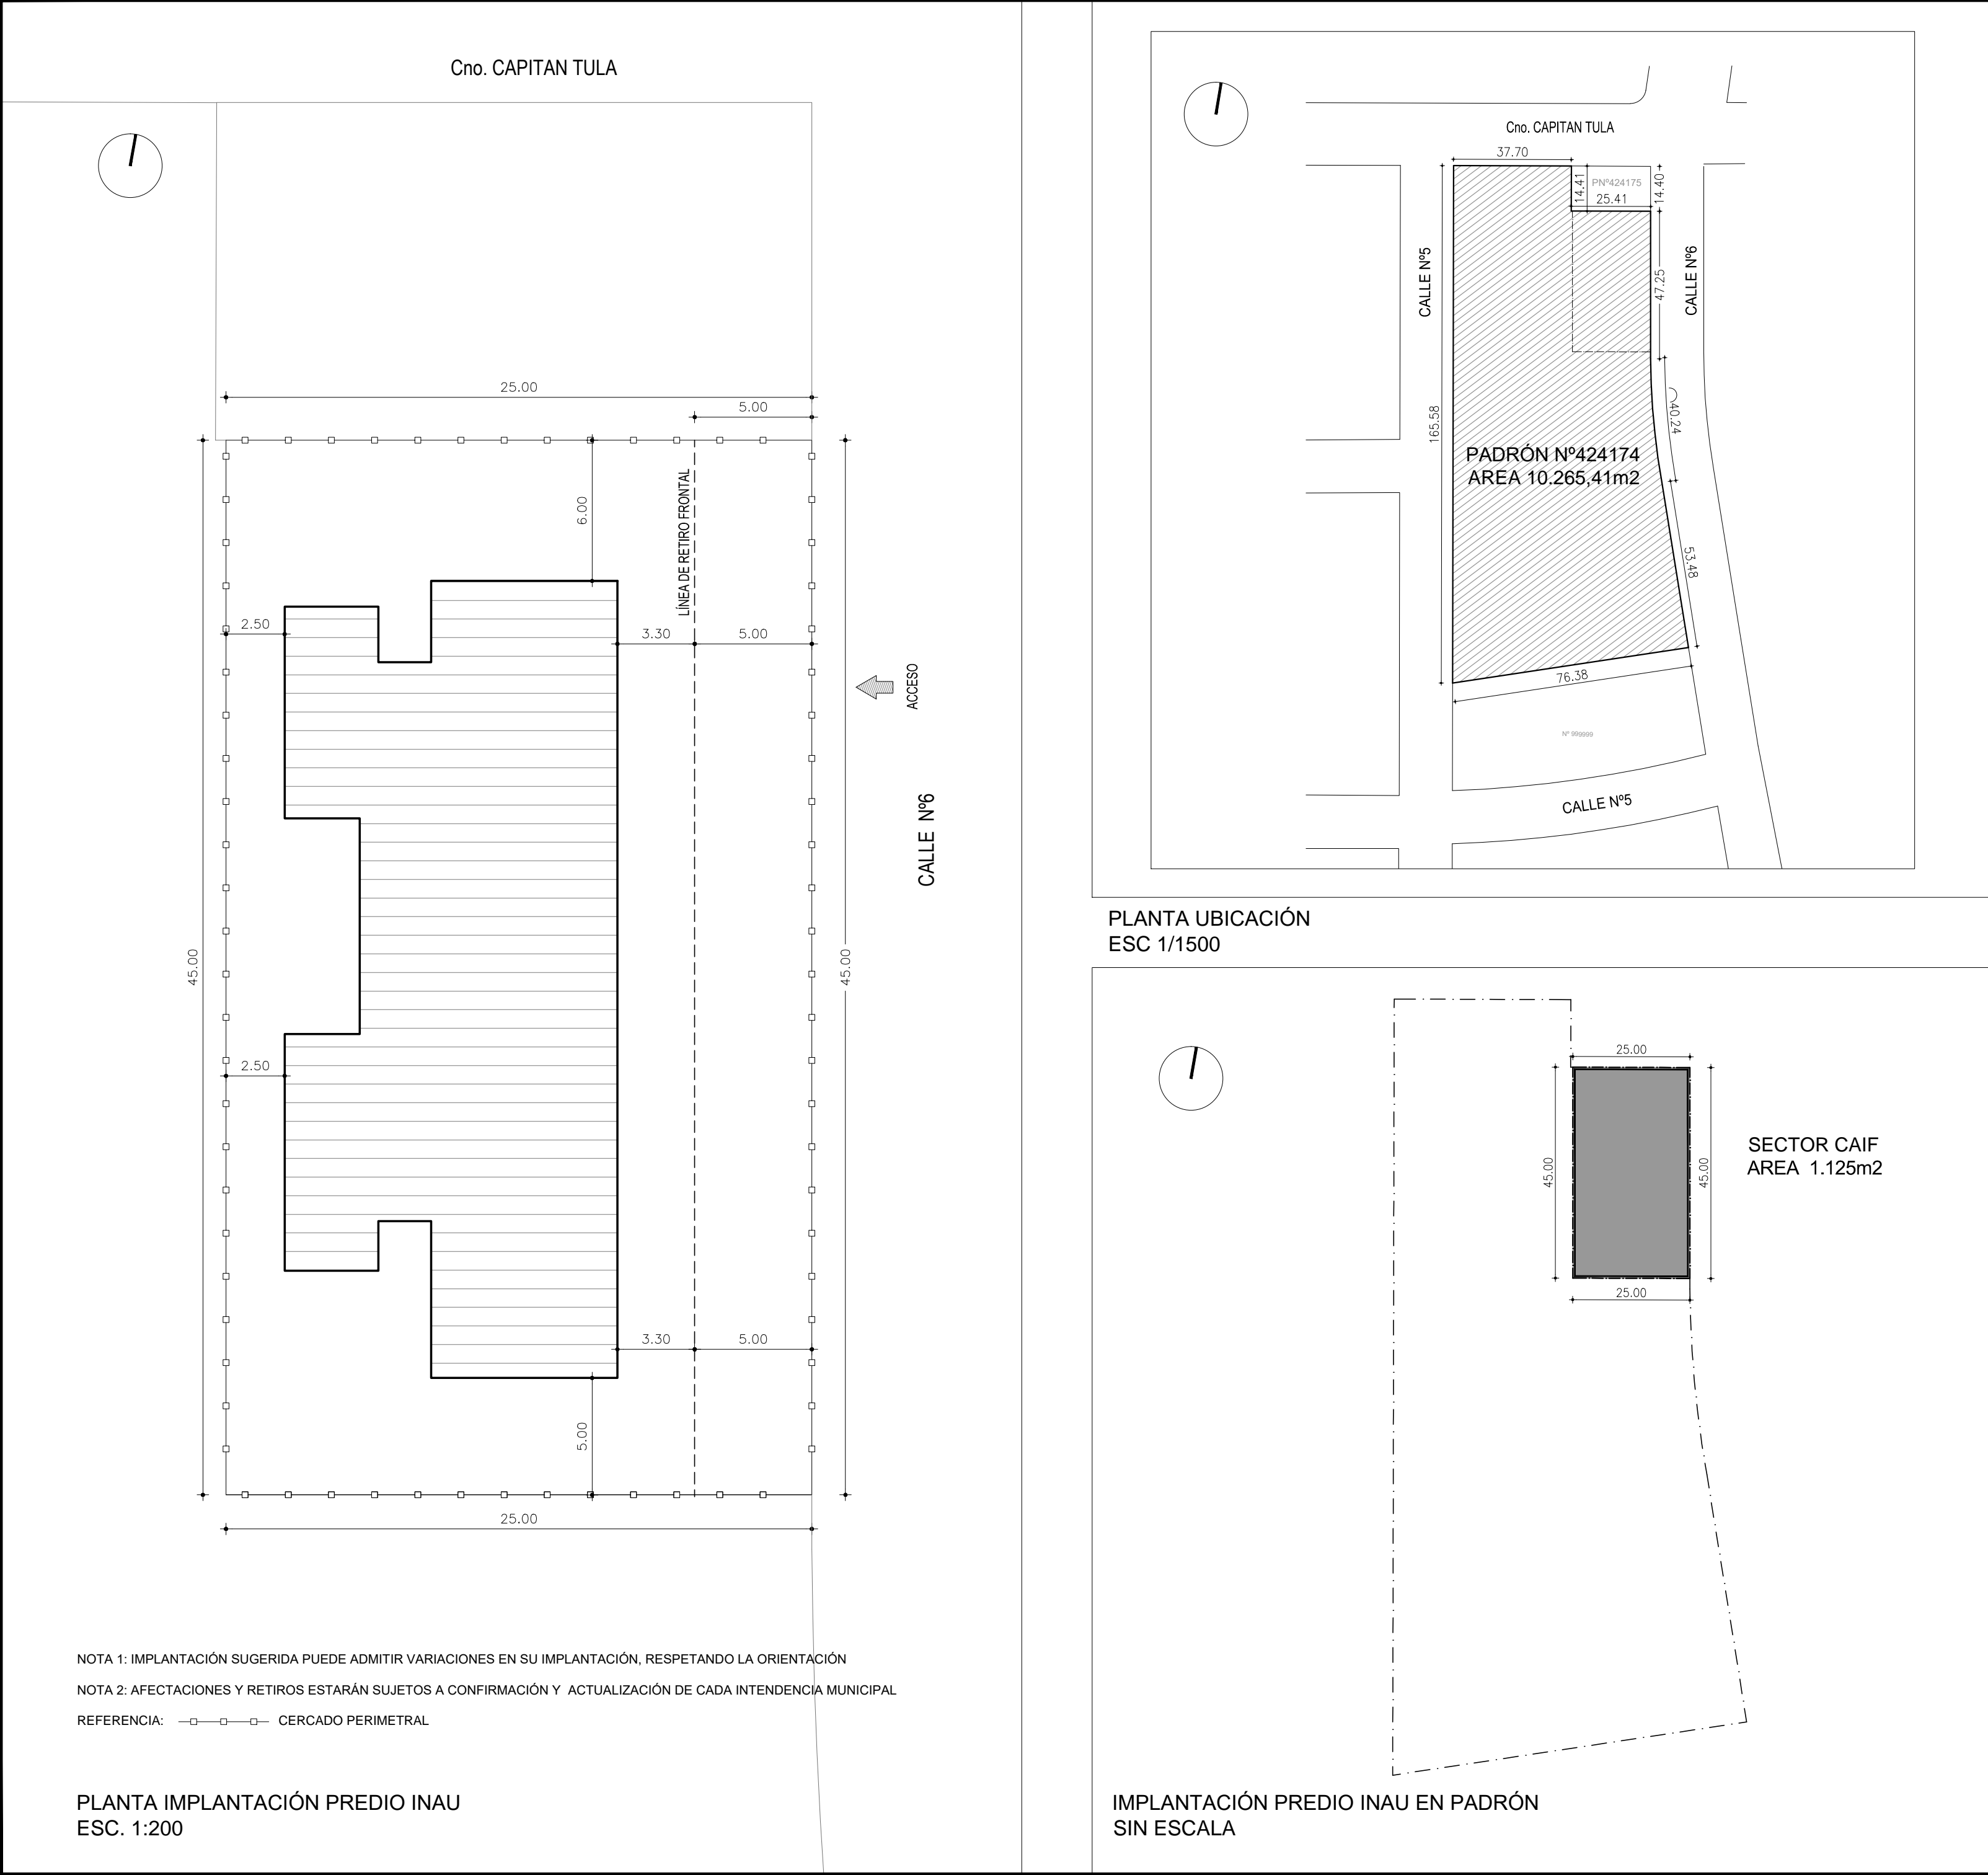 Cno. CAPITAN TULA
25.00
5.00
6.00
LÍNEA DE RETIRO FRONTAL
2.50
3.30
5.00
ACCESO
CALLE Nº6
45.00
45.00
2.50
3.30
5.00
5.00
25.00
NOTA 1: IMPLANTACIÓN SUGERIDA PUEDE ADMITIR VARIACIONES EN SU IMPLANTACIÓN, RESPETANDO LA ORIENTACIÓN
NOTA 2: AFECTACIONES Y RETIROS ESTARÁN SUJETOS A CONFIRMACIÓN Y ACTUALIZACIÓN DE CADA INTENDENCIA MUNICIPAL
REFERENCIA: CERCADO PERIMETRAL
PLANTA IMPLANTACIÓN PREDIO INAU
ESC. 1:200
Cno. CAPITAN TULA
37.70
14.41
PNº424175
25.41
14.40
CALLE Nº5
47.25
CALLE Nº6
165.58
40.24
PADRÓN Nº424174
AREA 10.265,41m2
53.48
76.38
Nº 999999
CALLE Nº5
PLANTA UBICACIÓN
ESC 1/1500
25.00
45.00
45.00
SECTOR CAIF
AREA 1.125m2
25.00
IMPLANTACIÓN PREDIO INAU EN PADRÓN
SIN ESCALA